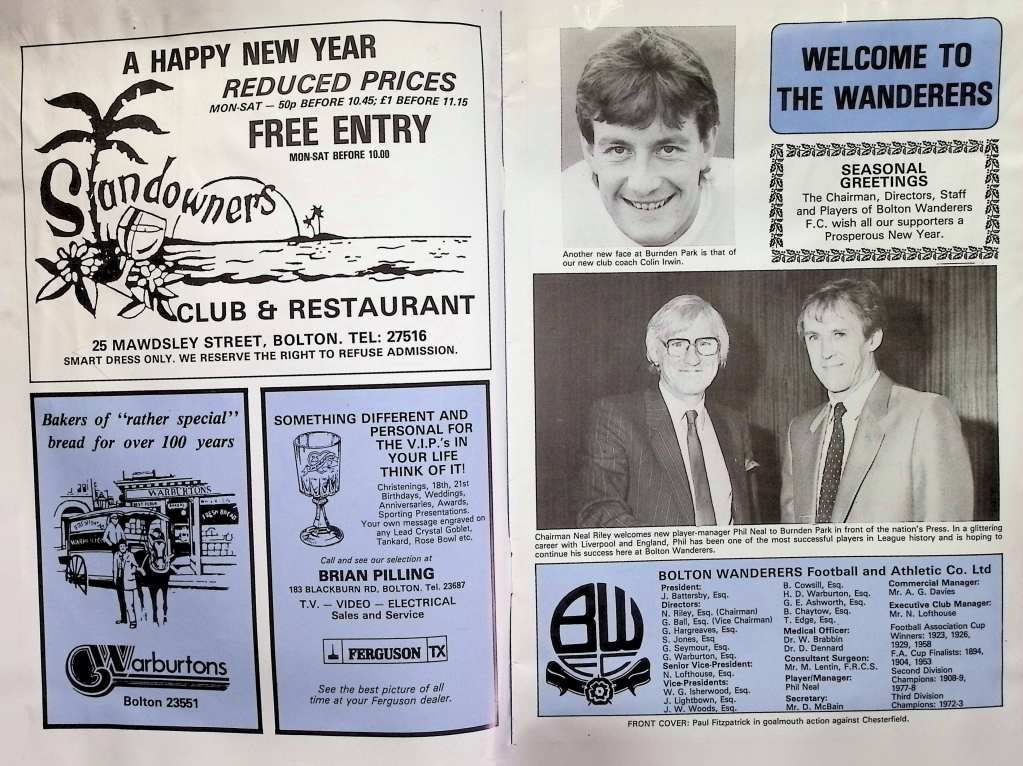 A HAPPY NEW YEAR
REDUCED PRICES
MON-SAT — 50p BEFORE 10.45; £1 BEFORE 11.15
FREE ENTRY
MON-SAT BEFORE 10.00
Sandowners
CLUB & RESTAURANT
25 MAWDSLEY STREET, BOLTON. TEL: 27516
SMART DRESS ONLY. WE RESERVE THE RIGHT TO REFUSE ADMISSION.
Bakers of "rather special"
bread for over 100 years
WARBURTONS
FRESH BREAD
FRESH BREAD
Warburtons
Bolton 23551
SOMETHING DIFFERENT AND
PERSONAL FOR
THE V.I.P.'s IN
YOUR LIFE
THINK OF IT!
Christenings, 18th, 21st
Birthdays, Weddings,
Anniversaries, Awards,
Sporting Presentations.
Your own message engraved on
any Lead Crystal Goblet,
Tankard, Rose Bowl etc.
Call and see our selection at
BRIAN PILLING
183 BLACKBURN RD, BOLTON. Tel. 23687
T.V. — VIDEO — ELECTRICAL
Sales and Service
FERGUSON TX
See the best picture of all
time at your Ferguson dealer.
WELCOME TO
THE WANDERERS
SEASONAL
GREETINGS
The Chairman, Directors, Staff
and Players of Bolton Wanderers
F.C. wish all our supporters a
Prosperous New Year.
Another new face at Burnden Park is that of
our new club coach Colin Irwin.
Chairman Neal Riley welcomes new player-manager Phil Neal to Burnden Park in front of the nation's Press. In a glittering
career with Liverpool and England, Phil has been one of the most successful players in League history and is hoping to
continue his success here at Bolton Wanderers.
BW
FC
BOLTON WANDERERS Football and Athletic Co. Ltd
President:
J. Battersby, Esq.
Directors:
N. Riley, Esq. (Chairman)
G. Ball, Esq. (Vice Chairman)
G. Hargreaves, Esq.
S. Jones, Esq
G. Seymour, Esq.
G. Warburton, Esq.
Senior Vice-President:
N. Lofthouse, Esq.
Vice-Presidents:
W. G. Isherwood, Esq.
J. Lightbown, Esq.
J. W. Woods, Esq.
B. Cowsill, Esq.
H. D. Warburton, Esq.
G. E. Ashworth, Esq.
B. Chaytow, Esq.
T. Edge, Esq.
Medical Officer:
Dr. W. Brabbin
Dr. D. Dennard
Consultant Surgeon:
Mr. M. Lentin, F.R.C.S.
Player/Manager:
Phil Neal
Secretary:
Mr. D. McBain
Commercial Manager:
Mr. A. G. Davies
Executive Club Manager:
Mr. N. Lofthouse
Football Association Cup
Winners: 1923, 1926,
1929, 1958
F.A. Cup Finalists: 1894,
1904, 1953
Second Division
Champions: 1908-9,
1977-8
Third Division
Champions: 1972-3
FRONT COVER: Paul Fitzpatrick in goalmouth action against Chesterfield.